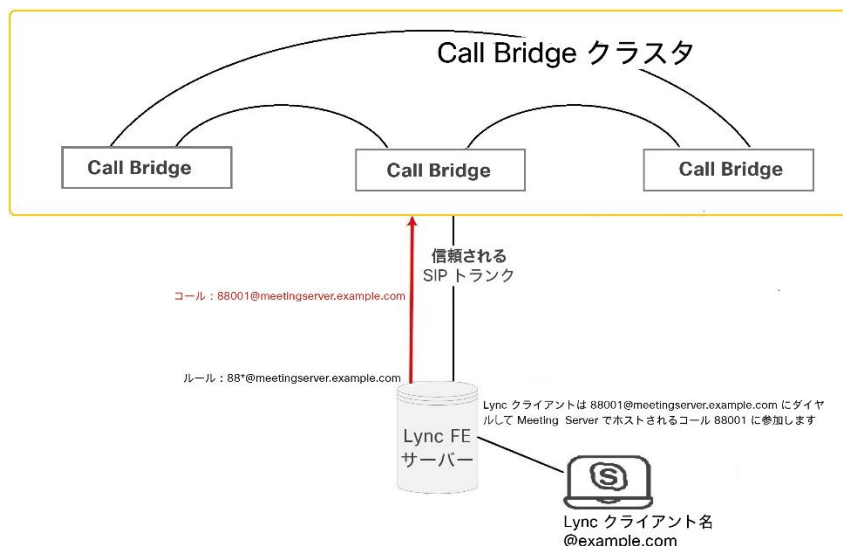 Call Bridge クラスタ
Call Bridge
Call Bridge
Call Bridge
信頼される
SIP トランク
コール：88001@meetingserver.example.com
ルール：88*@meetingserver.example.com
Lync クライアントは 88001@meetingserver.example.com にダイヤ
ルして Meeting Server でホストされるコール 88001 に参加します
Lync FE
サーバー
Lync クライアント名
@example.com